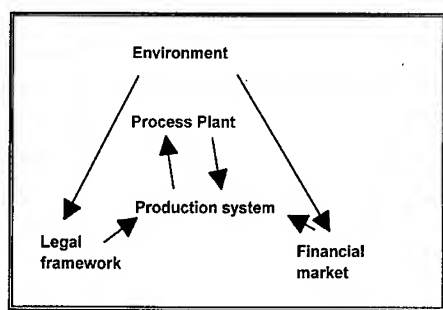 Environment
Process Plant
Production system
Legal
framework
Financial
market